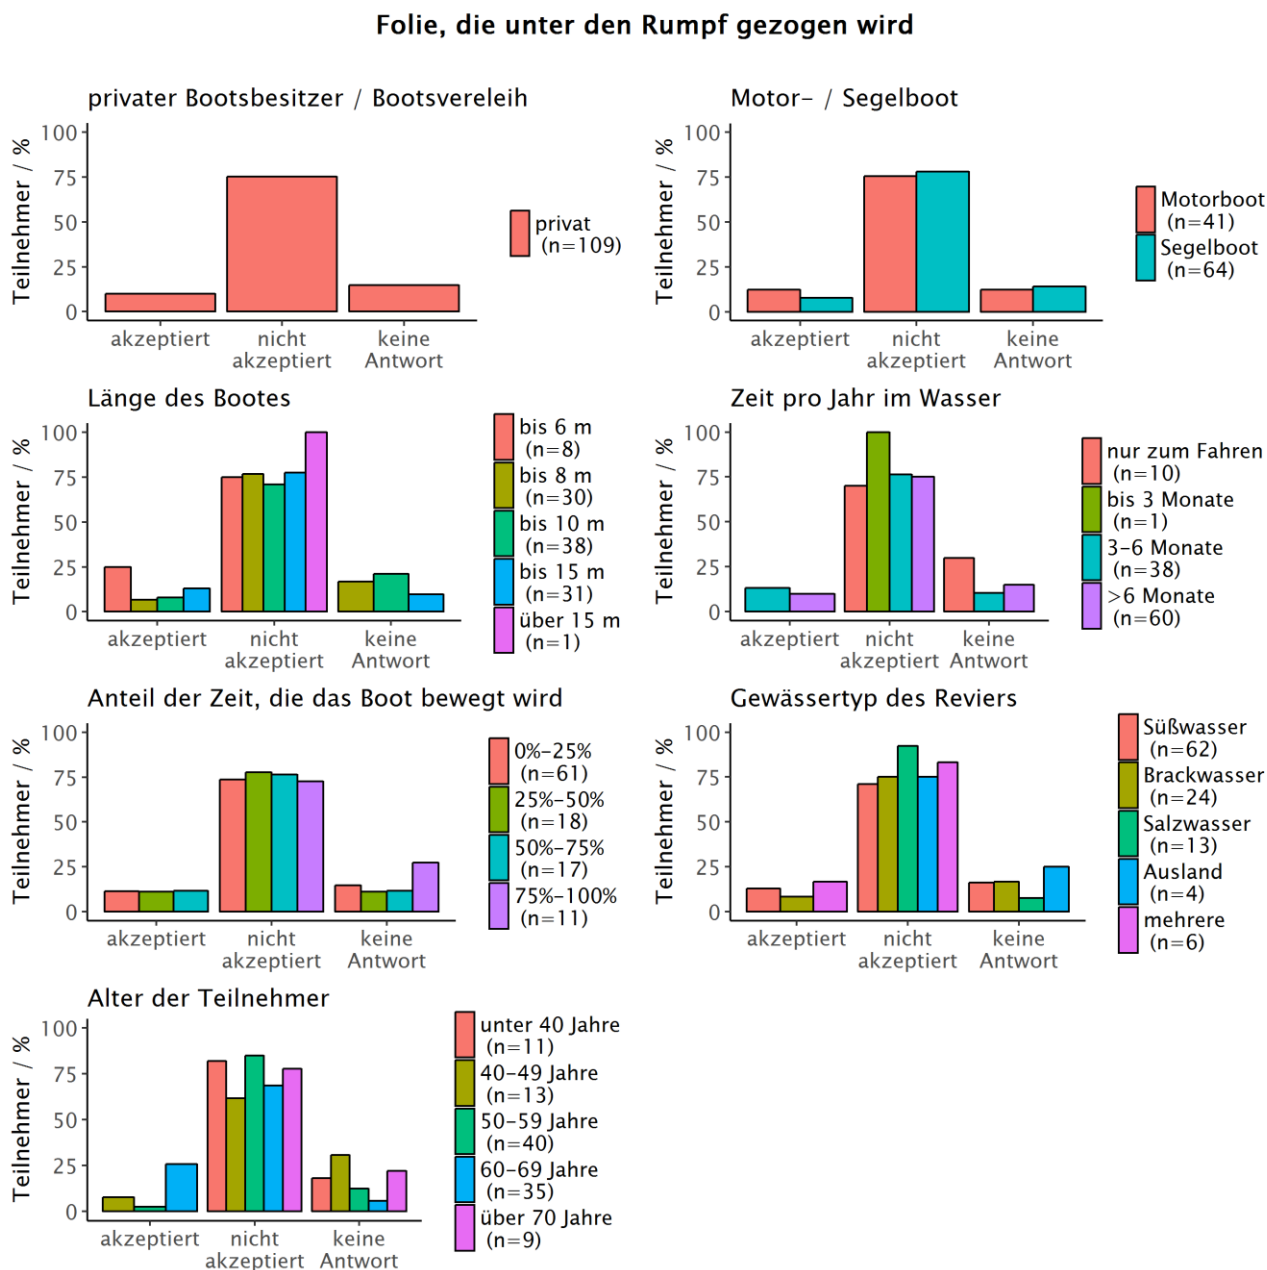 Folie, die unter den Rumpf gezogen wird
privater Bootsbesitzer / Bootsvereleih
Teilnehmer / %
100
75
50
25
0
akzeptiert
nicht
akzeptiert
keine
Antwort
privat
(n=109)
Motor- / Segelboot
Teilnehmer / %
100
75
50
25
0
akzeptiert
nicht
akzeptiert
keine
Antwort
Motorboot
(n=41)
Segelboot
(n=64)
Länge des Bootes
Teilnehmer / %
100
75
50
25
0
akzeptiert
nicht
akzeptiert
keine
Antwort
bis 6 m
(n=8)
bis 8 m
(n=30)
bis 10 m
(n=38)
bis 15 m
(n=31)
über 15 m
(n=1)
Zeit pro Jahr im Wasser
Teilnehmer / %
100
75
50
25
0
akzeptiert
nicht
akzeptiert
keine
Antwort
nur zum Fahren
(n=10)
bis 3 Monate
(n=1)
3-6 Monate
(n=38)
>6 Monate
(n=60)
Anteil der Zeit, die das Boot bewegt wird
Teilnehmer / %
100
75
50
25
0
akzeptiert
nicht
akzeptiert
keine
Antwort
0%-25%
(n=61)
25%-50%
(n=18)
50%-75%
(n=17)
75%-100%
(n=11)
Gewässertyp des Reviers
Teilnehmer / %
100
75
50
25
0
akzeptiert
nicht
akzeptiert
keine
Antwort
Süßwasser
(n=62)
Brackwasser
(n=24)
Salzwasser
(n=13)
Ausland
(n=4)
mehrere
(n=6)
Alter der Teilnehmer
Teilnehmer / %
100
75
50
25
0
akzeptiert
nicht
akzeptiert
keine
Antwort
unter 40 Jahre
(n=11)
40-49 Jahre
(n=13)
50-59 Jahre
(n=40)
60-69 Jahre
(n=35)
über 70 Jahre
(n=9)